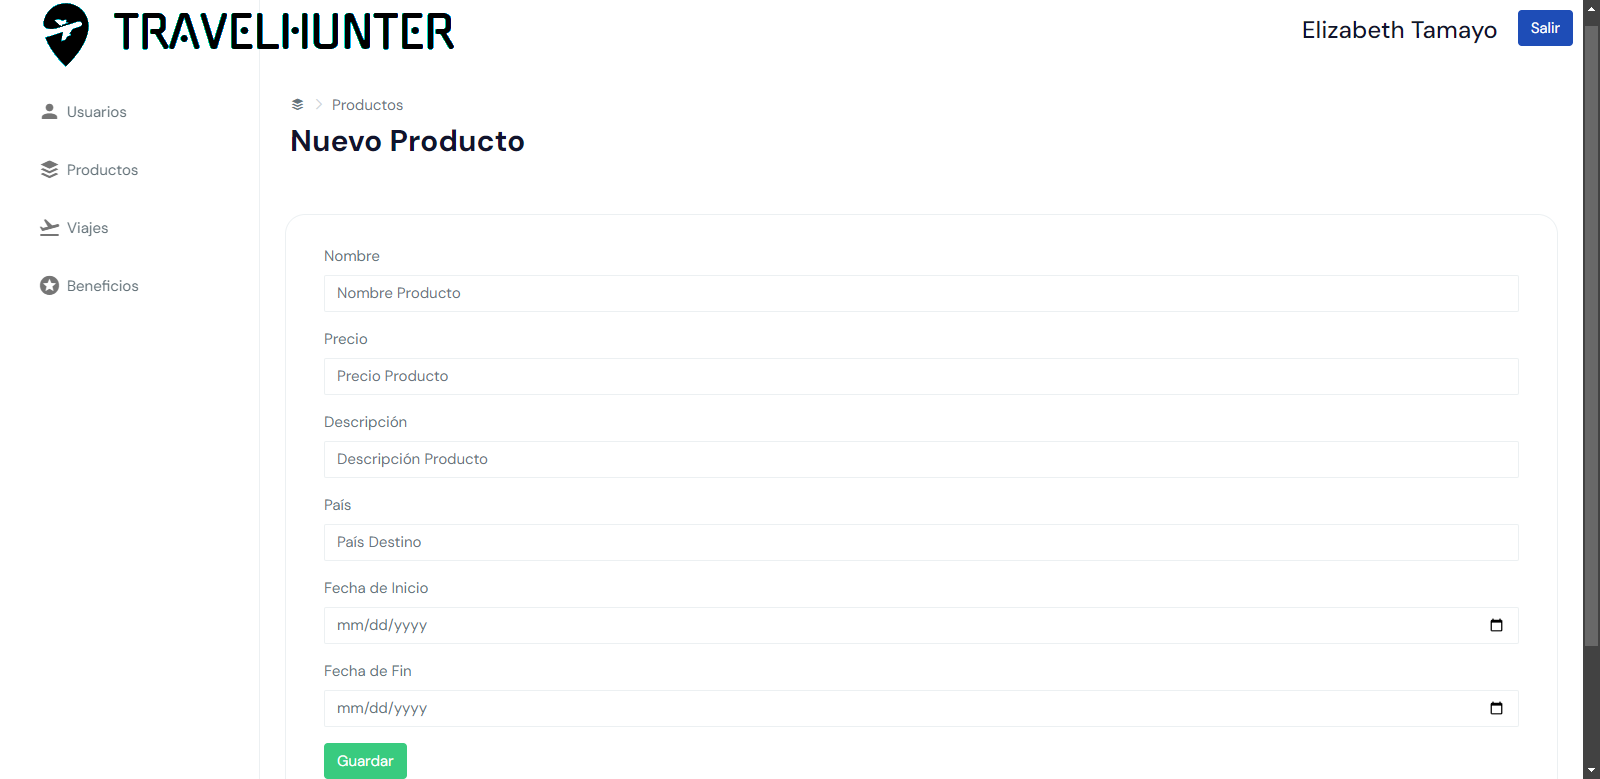 TRAVELHUNTER
Elizabeth Tamayo
Salir
Usuarios
Productos
Viajes
Beneficios
Productos
Nuevo Producto
Nombre
Nombre Producto
Precio
Precio Producto
Descripción
Descripción Producto
País
País Destino
Fecha de Inicio
mm/dd/yyyy
Fecha de Fin
mm/dd/yyyy
Guardar